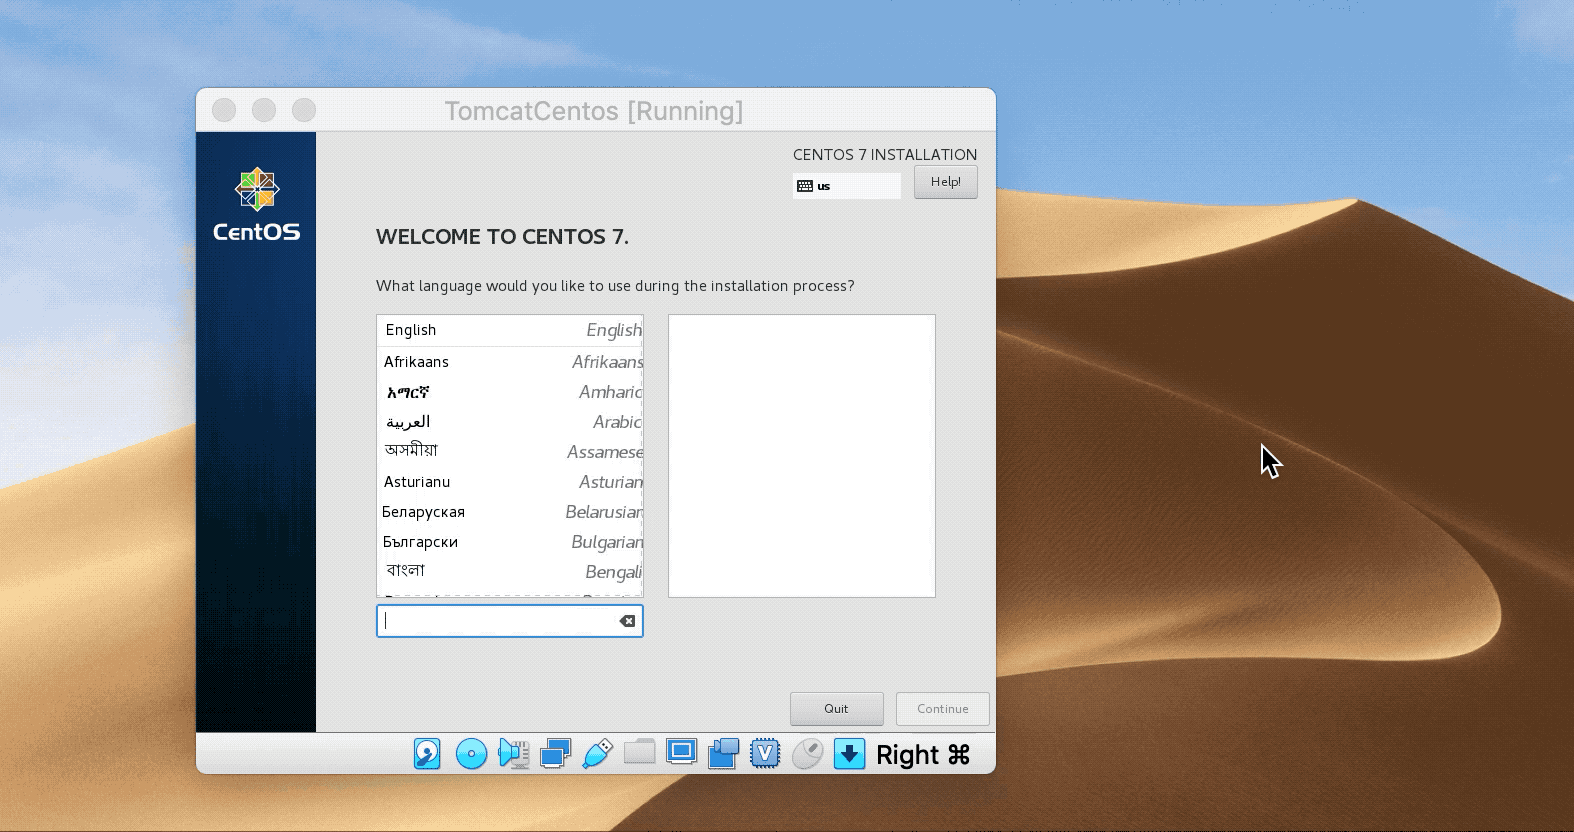 TomcatCentos [Running]
CentOS
CENTOS 7 INSTALLATION
us
Help!
WELCOME TO CENTOS 7.
What language would you like to use during the installation process?
English English
Afrikaans Afrikaans
አማርኛ Amharic
العربية Arabic
অসমীয়া Assamese
Asturianu Asturian
Беларуская Belarusian
Български Bulgarian
বাংলা Bengali
Quit
Continue
V
Right ⌘